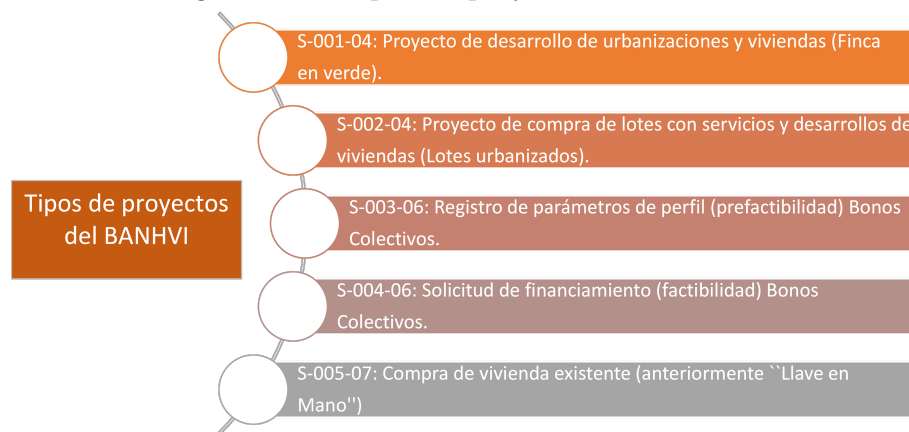 S-001-04: Proyecto de desarrollo de urbanizaciones y viviendas (Finca
en verde).
S-002-04: Proyecto de compra de lotes con servicios y desarrollos de
viviendas (Lotes urbanizados).
Tipos de proyectos
del BANHVI
S-003-06: Registro de parámetros de perfil (prefactibilidad) Bonos
Colectivos.
S-004-06: Solicitud de financiamiento (factibilidad) Bonos
Colectivos.
S-005-07: Compra de vivienda existente (anteriormente ``Llave en
Mano'')